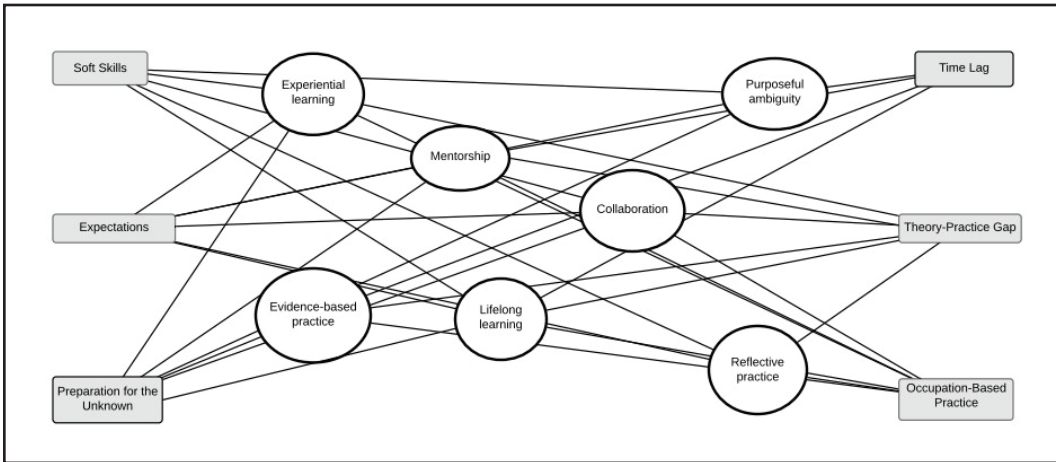 Soft Skills
Experiential
learning
Purposeful
ambiguity
Time Lag
Mentorship
Expectations
Collaboration
Theory-Practice Gap
Evidence-based
practice
Lifelong
learning
Reflective
practice
Preparation for the
Unknown
Occupation-Based
Practice